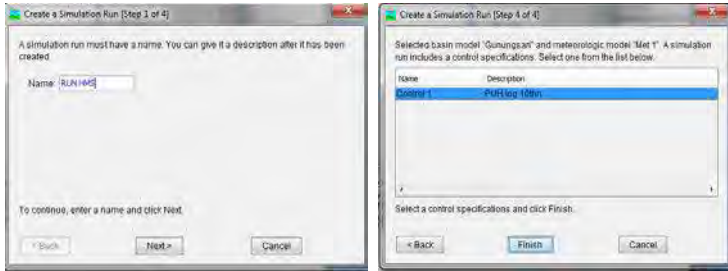 Create a Simulation Run [Step 1 of 4]
A simulation run must have a name. You can give it a description after it has been
created.
Name: RUN HMS
To continue, enter a name and click Next.
< Back Next > Cancel
Create a Simulation Run [Step 4 of 4]
Selected basin model "Gunungsari" and meteorologic model "Met 1". A simulation
run includes a control specifications. Select one from the list below.
Name Description
Control 1 PUH log 10thn
Select a control specifications and click Finish.
< Back Finish Cancel